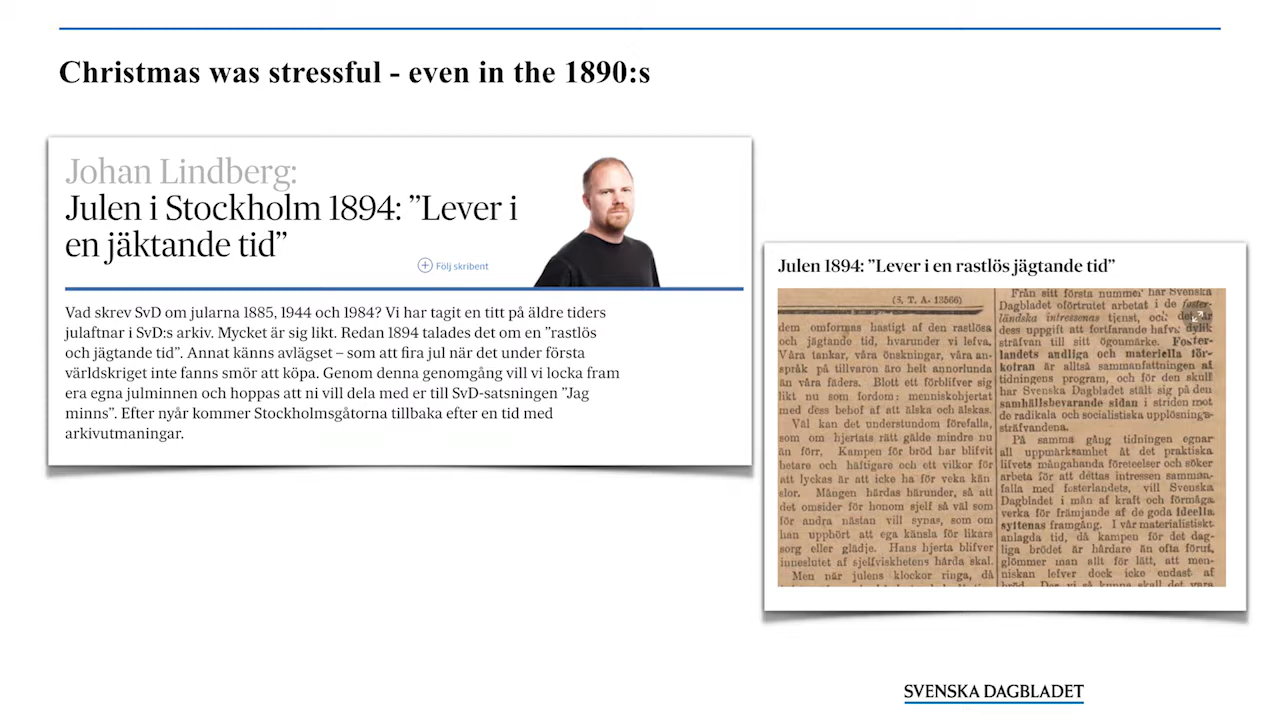 Christmas was stressful - even in the 1890:s
Johan Lindberg:
Julen i Stockholm 1894: ”Lever i
en jäktande tid”
Följ skribent
Vad skrev SvD om jularna 1885, 1944 och 1984? Vi har tagit en titt på äldre tiders
julaftnar i SvD:s arkiv. Mycket är sig likt. Redan 1894 talades det om en ”rastlös
och jägtande tid”. Annat känns avlägset – som att fira jul när det under första
världskriget inte fanns smör att köpa. Genom denna genomgång vill vi locka fram
era egna julminnen och hoppas att ni vill dela med er till SvD-satsningen ”Jag
minns”. Efter nyår kommer Stockholmsgåtorna tillbaka efter en tid med
arkivutmaningar.
Julen 1894: ”Lever i en rastlös jägtande tid”
(S. T. A. 13566)
dem omformas hastigt af den rastlösa
och jägtande tid, hvarunder vi lefva.
Våra tankar, våra önskningar, våra an-
språk på tillvaron äro helt annorlunda
än våra fäders. Blott ett förblifver sig
likt nu som fordom: menniskohjertat
med dess behof af att älska och älskas.
Väl kan det understundom förefalla,
som om hjertats rätt gälde mindre nu
än förr. Kampen för bröd har blifvit
hetare och häftigare och ett vilkor för
att lyckas är att icke ha för veka kän
slor. Mången härdas härunder, så att
det omsider för honom sjelf så väl som
för andra nästan vill synas, som om
han upphört att ega känsla för likars
sorg eller glädje. Hans hjerta blifver
inneslutet af sjelfviskhetens hårda skal.
Men när julens klockor ringa, då
Från sitt första nummer har Svenska
Dagbladet oförtrutet arbetat i de foster-
ländska intressenas tjenst, och det är
dess uppgift att fortfarande hafva dylik
sträfvan till sitt ögonmärke. Foster-
landets andliga och materiella för-
kofran är alltså sammanfattningen af
tidningens program, och för den skull
har Svenska Dagbladet stält sig på den
samhällsbevarande sidan i striden mot
de radikala och socialistiska upplösnings-
sträfvandena.
På samma gång tidningen egnar
all uppmärksamhet åt det praktiska
lifvets mångahanda företeelser och söker
arbeta för att dettas intressen samman-
falla med fosterlandets, vill Svenska
Dagbladet i mån af kraft och förmåga
verka för främjande af de goda ideella
syftenas framgång. I vår materialistiskt
anlagda tid, då kampen för det dag-
liga brödet är hårdare än ofta förut,
glömmer man allt för lätt, att men-
niskan lefver dock icke endast af
SVENSKA DAGBLADET